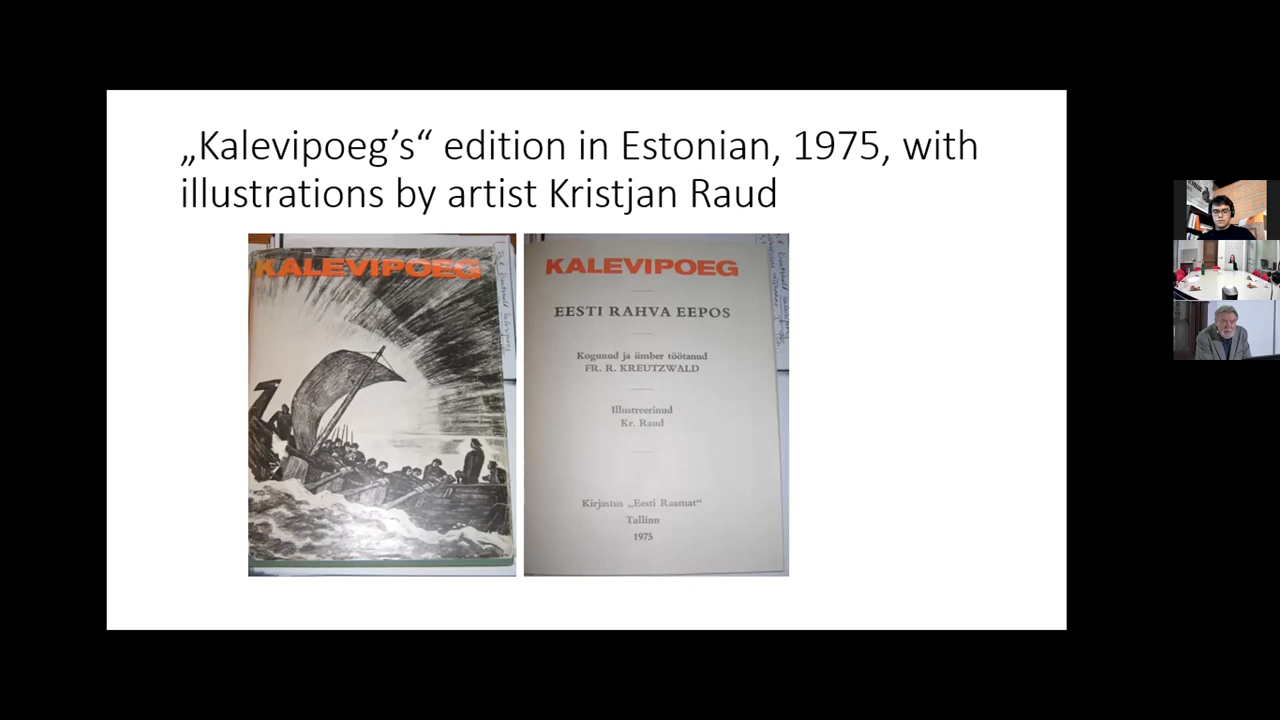 „Kalevipoeg’s“ edition in Estonian, 1975, with
illustrations by artist Kristjan Raud
KALEVIPOEG
KALEVIPOEG
EESTI RAHVA EEPOS
Kogunud ja ümber töötanud
FR. R. KREUTZWALD
Illustreerinud
Kr. Raud
Kirjastus „Eesti Raamat“
Tallinn
1975